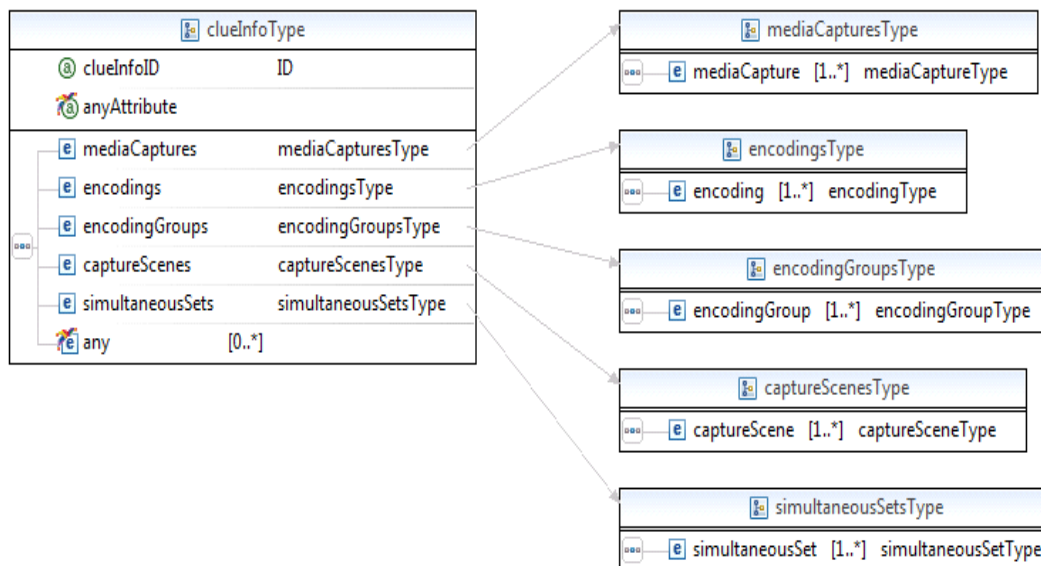 clueInfoType
clueInfoID ID
anyAttribute
mediaCaptures mediaCapturesType
encodings encodingsType
encodingGroups encodingGroupsType
captureScenes captureScenesType
simultaneousSets simultaneousSetsType
any [0..*]
mediaCapturesType
mediaCapture [1..*] mediaCaptureType
encodingsType
encoding [1..*] encodingType
encodingGroupsType
encodingGroup [1..*] encodingGroupType
captureScenesType
captureScene [1..*] captureSceneType
simultaneousSetsType
simultaneousSet [1..*] simultaneousSetType